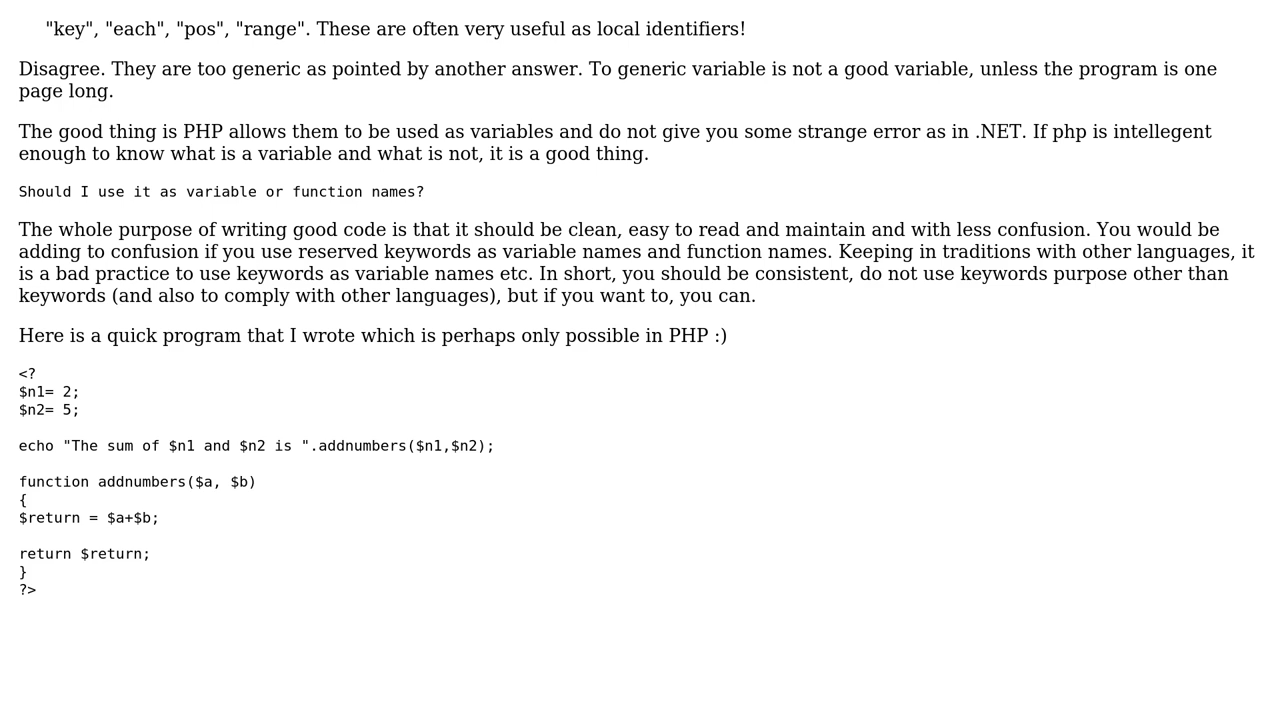 "key", "each", "pos", "range". These are often very useful as local identifiers!
Disagree. They are too generic as pointed by another answer. To generic variable is not a good variable, unless the program is one
page long.
The good thing is PHP allows them to be used as variables and do not give you some strange error as in .NET. If php is intellegent
enough to know what is a variable and what is not, it is a good thing.
Should I use it as variable or function names?
The whole purpose of writing good code is that it should be clean, easy to read and maintain and with less confusion. You would be
adding to confusion if you use reserved keywords as variable names and function names. Keeping in traditions with other languages, it
is a bad practice to use keywords as variable names etc. In short, you should be consistent, do not use keywords purpose other than
keywords (and also to comply with other languages), but if you want to, you can.
Here is a quick program that I wrote which is perhaps only possible in PHP :)
<?
$n1= 2;
$n2= 5;
echo "The sum of $n1 and $n2 is ".addnumbers($n1,$n2);
function addnumbers($a, $b)
{
$return = $a+$b;
return $return;
}
?>